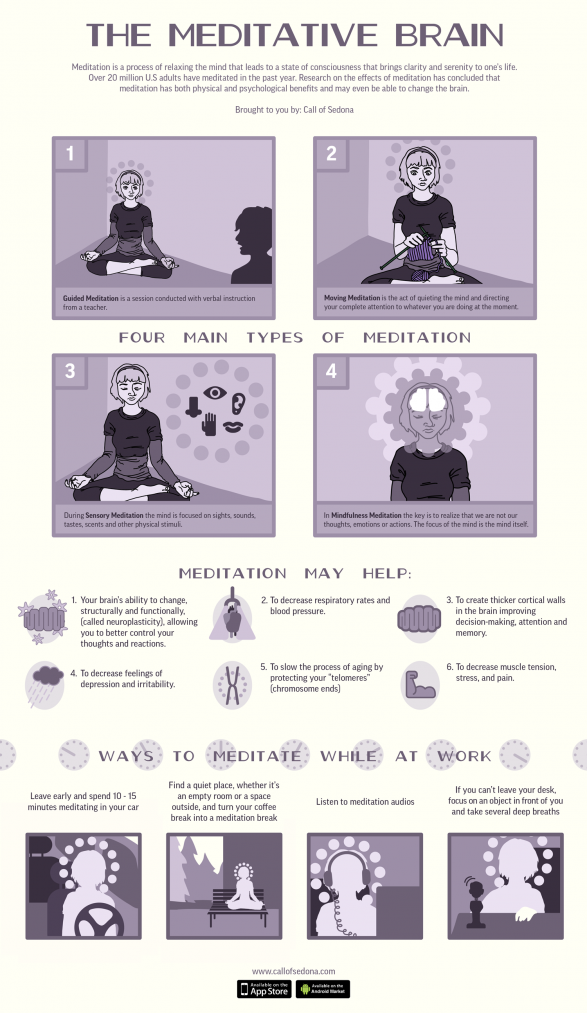 THE MEDITATIVE BRAIN
Meditation is a process of relaxing the mind that leads to a state of consciousness that brings clarity and serenity to one's life.
Over 20 million U.S adults have meditated in the past year. Research on the effects of meditation has concluded that
meditation has both physical and psychological benefits and may even be able to change the brain.
Brought to you by: Call of Sedona
1
Guided Meditation is a session conducted with verbal instruction
from a teacher.
2
Moving Meditation is the act of quieting the mind and directing
your complete attention to whatever you are doing at the moment.
FOUR MAIN TYPES OF MEDITATION
3
During Sensory Meditation the mind is focused on sights, sounds,
tastes, scents and other physical stimuli.
4
In Mindfulness Meditation the key is to realize that we are not our
thoughts, emotions or actions. The focus of the mind is the mind itself.
MEDITATION MAY HELP:
1. Your brain's ability to change,
structurally and functionally,
(called neuroplasticity), allowing
you to better control your
thoughts and reactions.
2. To decrease respiratory rates and
blood pressure.
3. To create thicker cortical walls
in the brain improving
decision-making, attention and
memory.
4. To decrease feelings of
depression and irritability.
5. To slow the process of aging by
protecting your "telomeres"
(chromosome ends)
6. To decrease muscle tension,
stress, and pain.
WAYS TO MEDITATE WHILE AT WORK
Leave early and spend 10 - 15
minutes meditating in your car
Find a quiet place, whether it's
an empty room or a space
outside, and turn your coffee
break into a meditation break
Listen to meditation audios
If you can't leave your desk,
focus on an object in front of you
and take several deep breaths
www.callofsedona.com
Available on the
App Store
Available on the
Android Market